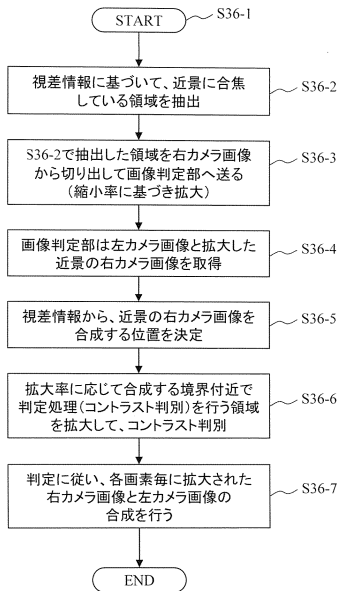 START
S36-1
視差情報に基づいて、近景に合焦
している領域を抽出
S36-2
S36-2で抽出した領域を右カメラ画像
から切り出して画像判定部へ送る
(縮小率に基づき拡大)
S36-3
画像判定部は左カメラ画像と拡大した
近景の右カメラ画像を取得
S36-4
視差情報から、近景の右カメラ画像を
合成する位置を決定
S36-5
拡大率に応じて合成する境界付近で
判定処理(コントラスト判別)を行う領域
を拡大して、コントラスト判別
S36-6
判定に従い、各画素毎に拡大された
右カメラ画像と左カメラ画像の
合成を行う
S36-7
END